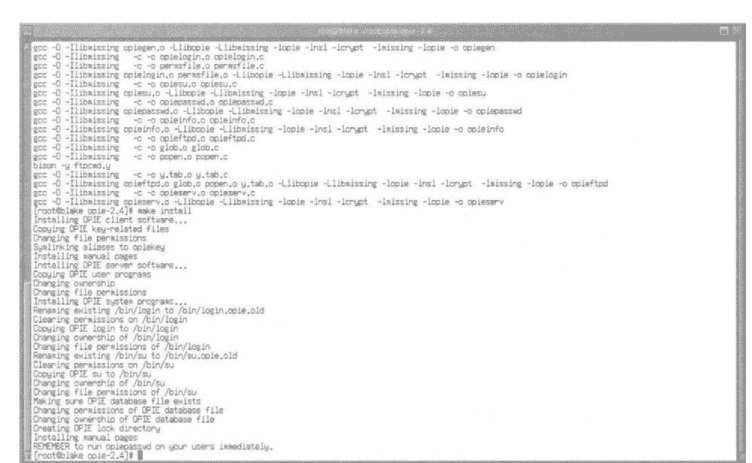 root@blake: /root/opie/opie-2.4
gcc -O -Ilibmissing opiegen.o -Llibopie -Llibmissing -lopie -lnsl -lcrypt  -lmissing -lopie -o opiegen
gcc -O -Ilibmissing   -c -o opielogin.o opielogin.c
gcc -O -Ilibmissing   -c -o permsfile.o permsfile.c
gcc -O -Ilibmissing opielogin.o permsfile.o -Llibopie -Llibmissing -lopie -lnsl -lcrypt  -lmissing -lopie -o opielogin
gcc -O -Ilibmissing   -c -o opiesu.o opiesu.c
gcc -O -Ilibmissing opiesu.o -Llibopie -Llibmissing -lopie -lnsl -lcrypt  -lmissing -lopie -o opiesu
gcc -O -Ilibmissing   -c -o opiepasswd.o opiepasswd.c
gcc -O -Ilibmissing opiepasswd.o -Llibopie -Llibmissing -lopie -lnsl -lcrypt  -lmissing -lopie -o opiepasswd
gcc -O -Ilibmissing   -c -o opieinfo.o opieinfo.c
gcc -O -Ilibmissing opieinfo.o -Llibopie -Llibmissing -lopie -lnsl -lcrypt  -lmissing -lopie -o opieinfo
gcc -O -Ilibmissing   -c -o opieftpd.o opieftpd.c
gcc -O -Ilibmissing   -c -o glob.o glob.c
gcc -O -Ilibmissing   -c -o popen.o popen.c
bison -y ftpcmd.y
gcc -O -Ilibmissing   -c -o y.tab.o y.tab.c
gcc -O -Ilibmissing opieftpd.o glob.o popen.o y.tab.o -Llibopie -Llibmissing -lopie -lnsl -lcrypt  -lmissing -lopie -o opieftpd
gcc -O -Ilibmissing   -c -o opieserv.o opieserv.c
gcc -O -Ilibmissing opieserv.o -Llibopie -Llibmissing -lopie -lnsl -lcrypt  -lmissing -lopie -o opieserv
[root@blake opie-2.4]# make install
Installing OPIE client software...
Copying OPIE key-related files
Changing file permissions
Symlinking aliases to opiekey
Installing manual pages
Installing OPIE server software...
Copying OPIE user programs
Changing ownership
Changing file permissions
Installing OPIE system programs...
Renaming existing /bin/login to /bin/login.opie.old
Clearing permissions on /bin/login
Copying OPIE login to /bin/login
Changing ownership of /bin/login
Changing file permissions of /bin/login
Renaming existing /bin/su to /bin/su.opie.old
Clearing permissions on /bin/su
Copying OPIE su to /bin/su
Changing ownership of /bin/su
Changing file permissions of /bin/su
Making sure OPIE database file exists
Changing permissions of OPIE database file
Changing ownership of OPIE database file
Creating OPIE lock directory
Installing manual pages
REMEMBER to run opiepasswd on your users immediately.
[root@blake opie-2.4]#